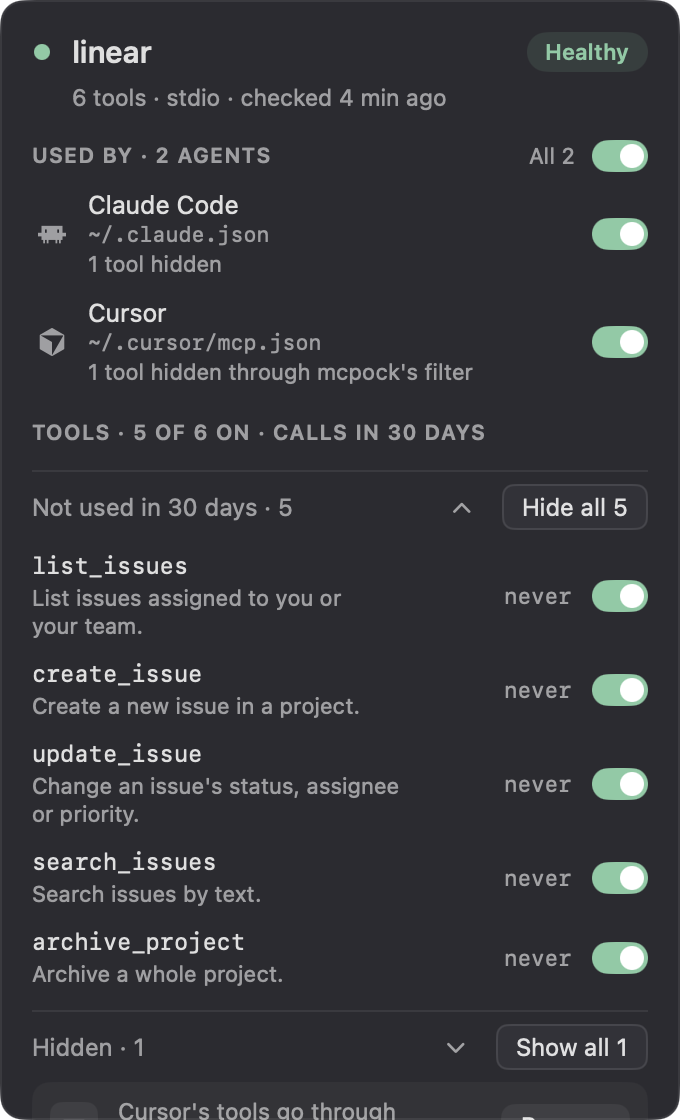 linear
Healthy
6 tools · stdio · checked 4 min ago
USED BY · 2 AGENTS
All 2
Claude Code
~/.claude.json
1 tool hidden
Cursor
~/.cursor/mcp.json
1 tool hidden through mcpock's filter
TOOLS · 5 OF 6 ON · CALLS IN 30 DAYS
Not used in 30 days · 5
Hide all 5
list_issues
List issues assigned to you or
your team.
never
create_issue
Create a new issue in a project.
never
update_issue
Change an issue's status, assignee
or priority.
never
search_issues
Search issues by text.
never
archive_project
Archive a whole project.
never
Hidden · 1
Show all 1
Cursor's tools go through